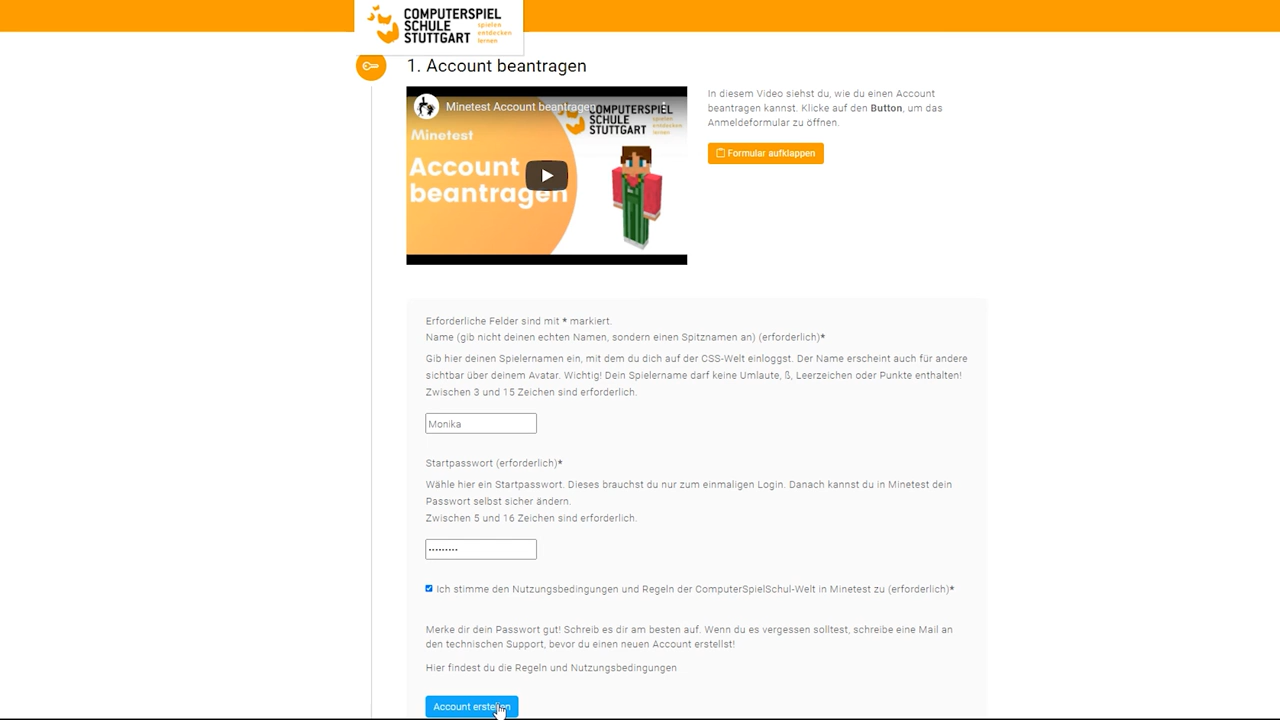 COMPUTERSPIEL
SCHULE
STUTTGART
spielen
entdecken
lernen
1. Account beantragen
Minetest Account beantragen
COMPUTERSPIEL
SCHULE
STUTTGART
spielen
entdecken
lernen
Minetest
Account
beantragen
In diesem Video siehst du, wie du einen Account
beantragen kannst. Klicke auf den Button, um das
Anmeldeformular zu öffnen.
Formular aufklappen
Erforderliche Felder sind mit * markiert.
Name (gib nicht deinen echten Namen, sondern einen Spitznamen an) (erforderlich)*
Gib hier deinen Spielernamen ein, mit dem du dich auf der CSS-Welt einloggst. Der Name erscheint auch für andere
sichtbar über deinem Avatar. Wichtig! Dein Spielername darf keine Umlaute, ß, Leerzeichen oder Punkte enthalten!
Zwischen 3 und 15 Zeichen sind erforderlich.
Monika
Startpasswort (erforderlich)*
Wähle hier ein Startpasswort. Dieses brauchst du nur zum einmaligen Login. Danach kannst du in Minetest dein
Passwort selbst sicher ändern.
Zwischen 5 und 16 Zeichen sind erforderlich.
Ich stimme den Nutzungsbedingungen und Regeln der ComputerSpielSchul-Welt in Minetest zu (erforderlich)*
Merke dir dein Passwort gut! Schreib es dir am besten auf. Wenn du es vergessen solltest, schreibe eine Mail an
den technischen Support, bevor du einen neuen Account erstellst!
Hier findest du die Regeln und Nutzungsbedingungen
Account erstellen